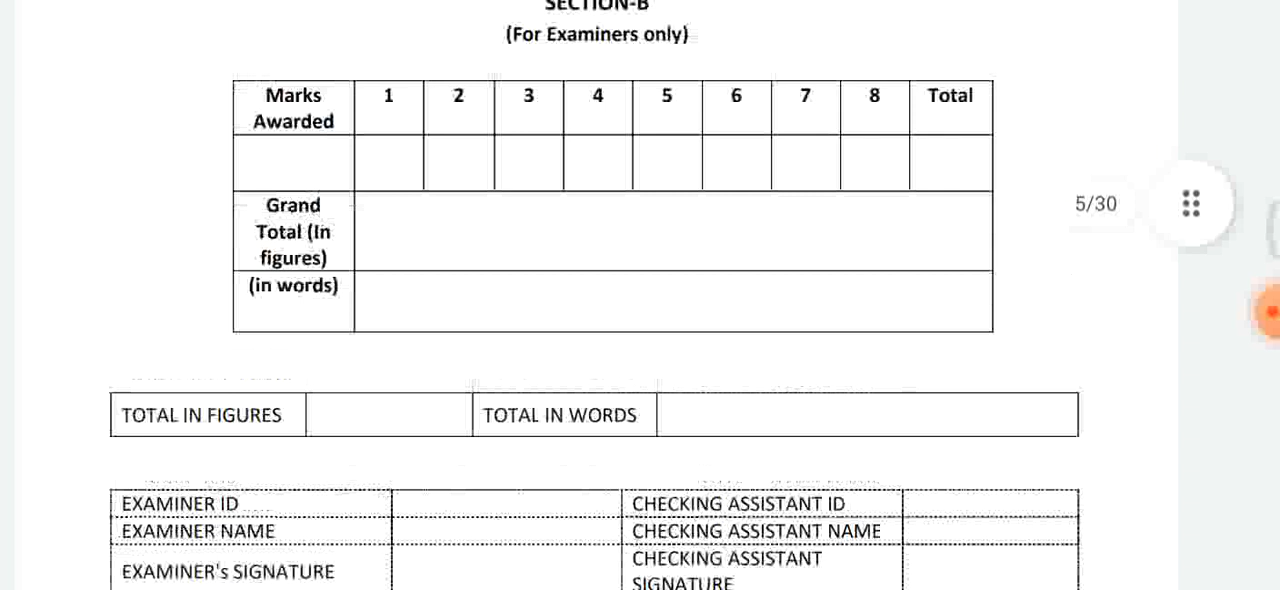 SECTION-B
(For Examiners only)
Marks Awarded 1 2 3 4 5 6 7 8 Total
Grand Total (In figures)
(in words)
5/30
TOTAL IN FIGURES TOTAL IN WORDS
EXAMINER ID CHECKING ASSISTANT ID
EXAMINER NAME CHECKING ASSISTANT NAME
EXAMINER's SIGNATURE CHECKING ASSISTANT SIGNATURE